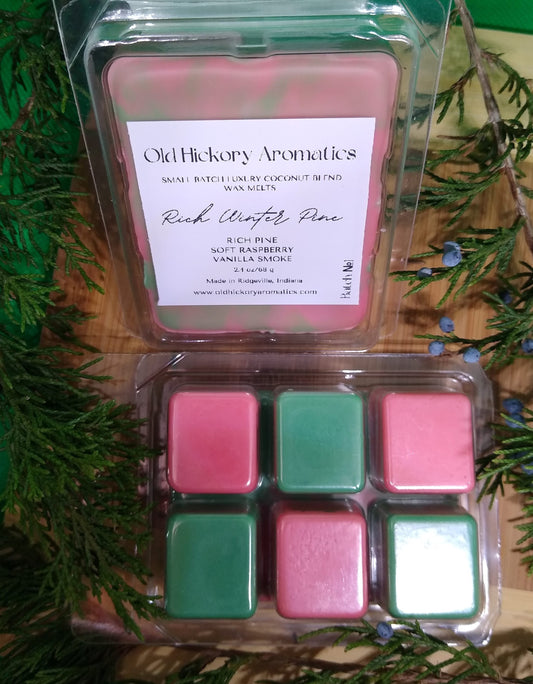 Old Hickory Aromatics
SMALL BATCH LUXURY COCONUT BLEND
WAX MELTS
Rich Winter Pine
RICH PINE
SOFT RASPBERRY
VANILLA SMOKE
2.4 oz/68 g
Made in Ridgeville, Indiana
www.oldhickoryaromatics.com
Batch №1